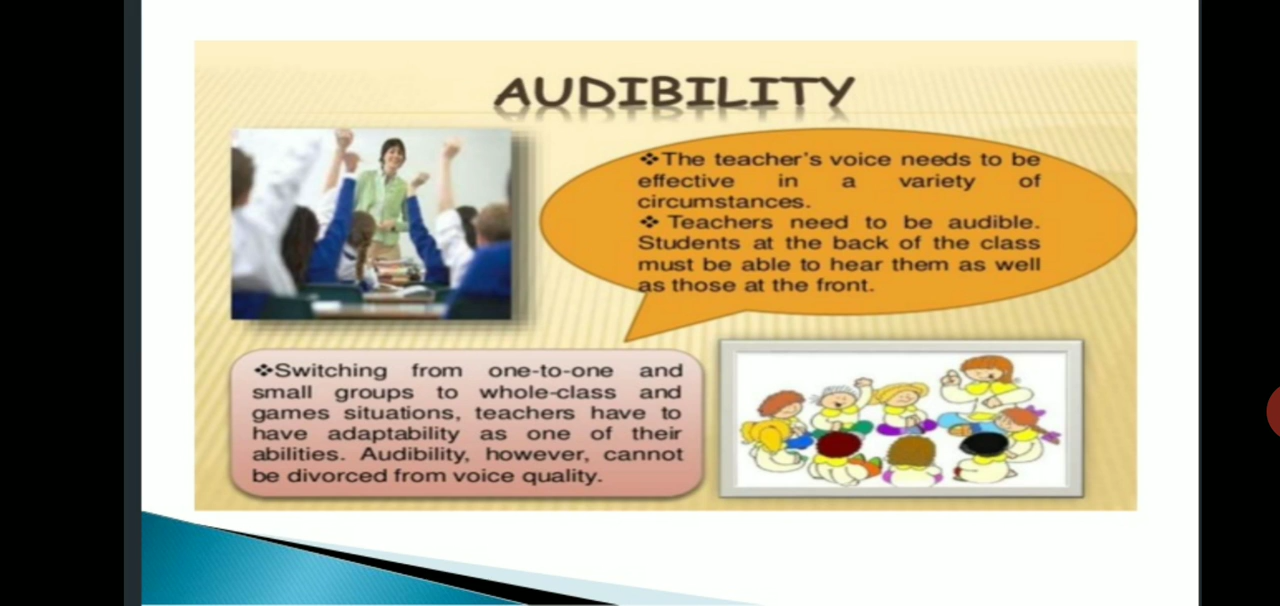 AUDIBILITY
❖The teacher's voice needs to be
effective in a variety of
circumstances.
❖ Teachers need to be audible.
Students at the back of the class
must be able to hear them as well
as those at the front.
❖Switching from one-to-one and
small groups to whole-class and
games situations, teachers have to
have adaptability as one of their
abilities. Audibility, however, cannot
be divorced from voice quality.